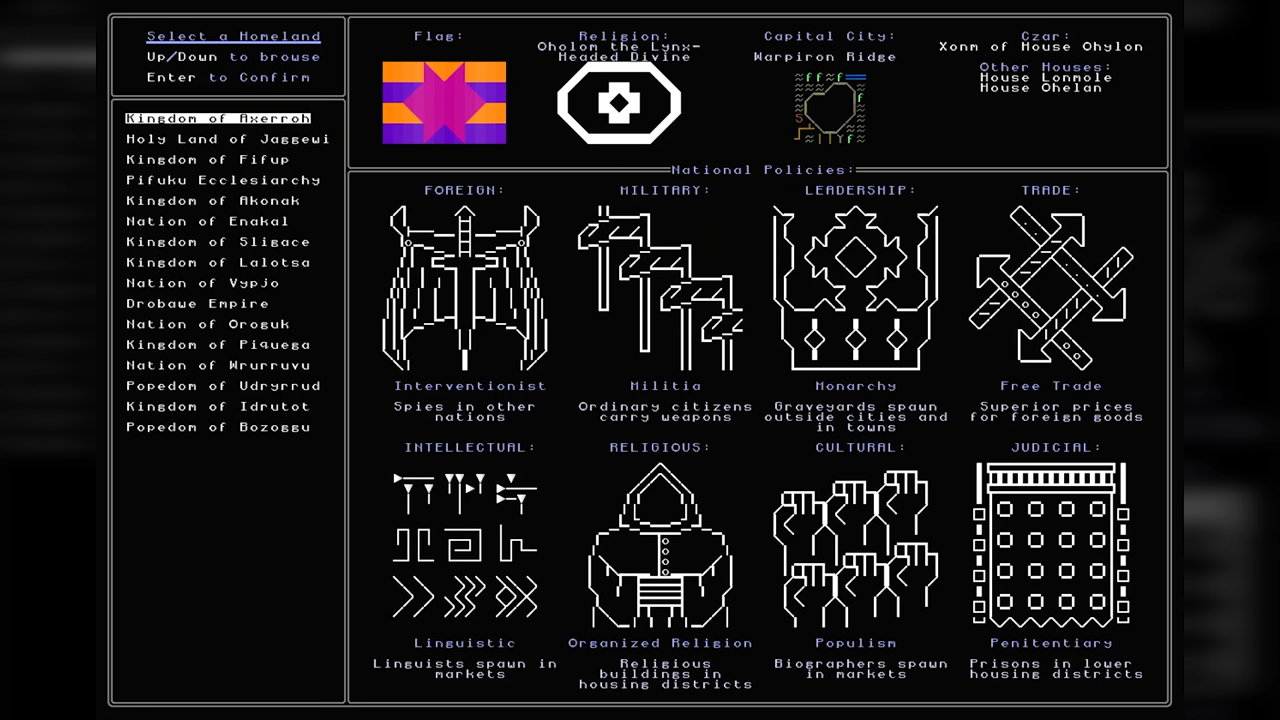 Select a Homeland
Up/Down to browse
Enter to Confirm
Kingdom of Axerroh
Holy Land of Jaggewi
Kingdom of Fifup
Pifuku Ecclesiarchy
Kingdom of Akonak
Nation of Enakal
Kingdom of Sligace
Kingdom of Lalotsa
Nation of Vypjo
Drobawe Empire
Nation of Oroguk
Kingdom of Piquega
Nation of Wrurruvu
Popedom of Udryrrud
Kingdom of Idrutot
Popedom of Bozoggu
Flag:
Religion:
Oholom the Lynx-
Headed Divine
Capital City:
Warpiron Ridge
Czar:
Xonm of House Ohylon
Other Houses:
House Lonmole
House Ohelan
National Policies:
FOREIGN:
MILITARY:
LEADERSHIP:
TRADE:
Interventionist
Militia
Monarchy
Free Trade
Spies in other
nations
Ordinary citizens
carry weapons
Graveyards spawn
outside cities and
in towns
Superior prices
for foreign goods
INTELLECTUAL:
RELIGIOUS:
CULTURAL:
JUDICIAL:
Linguistic
Organized Religion
Populism
Penitentiary
Linguists spawn in
markets
Religious
buildings in
housing districts
Biographers spawn
in markets
Prisons in lower
housing districts